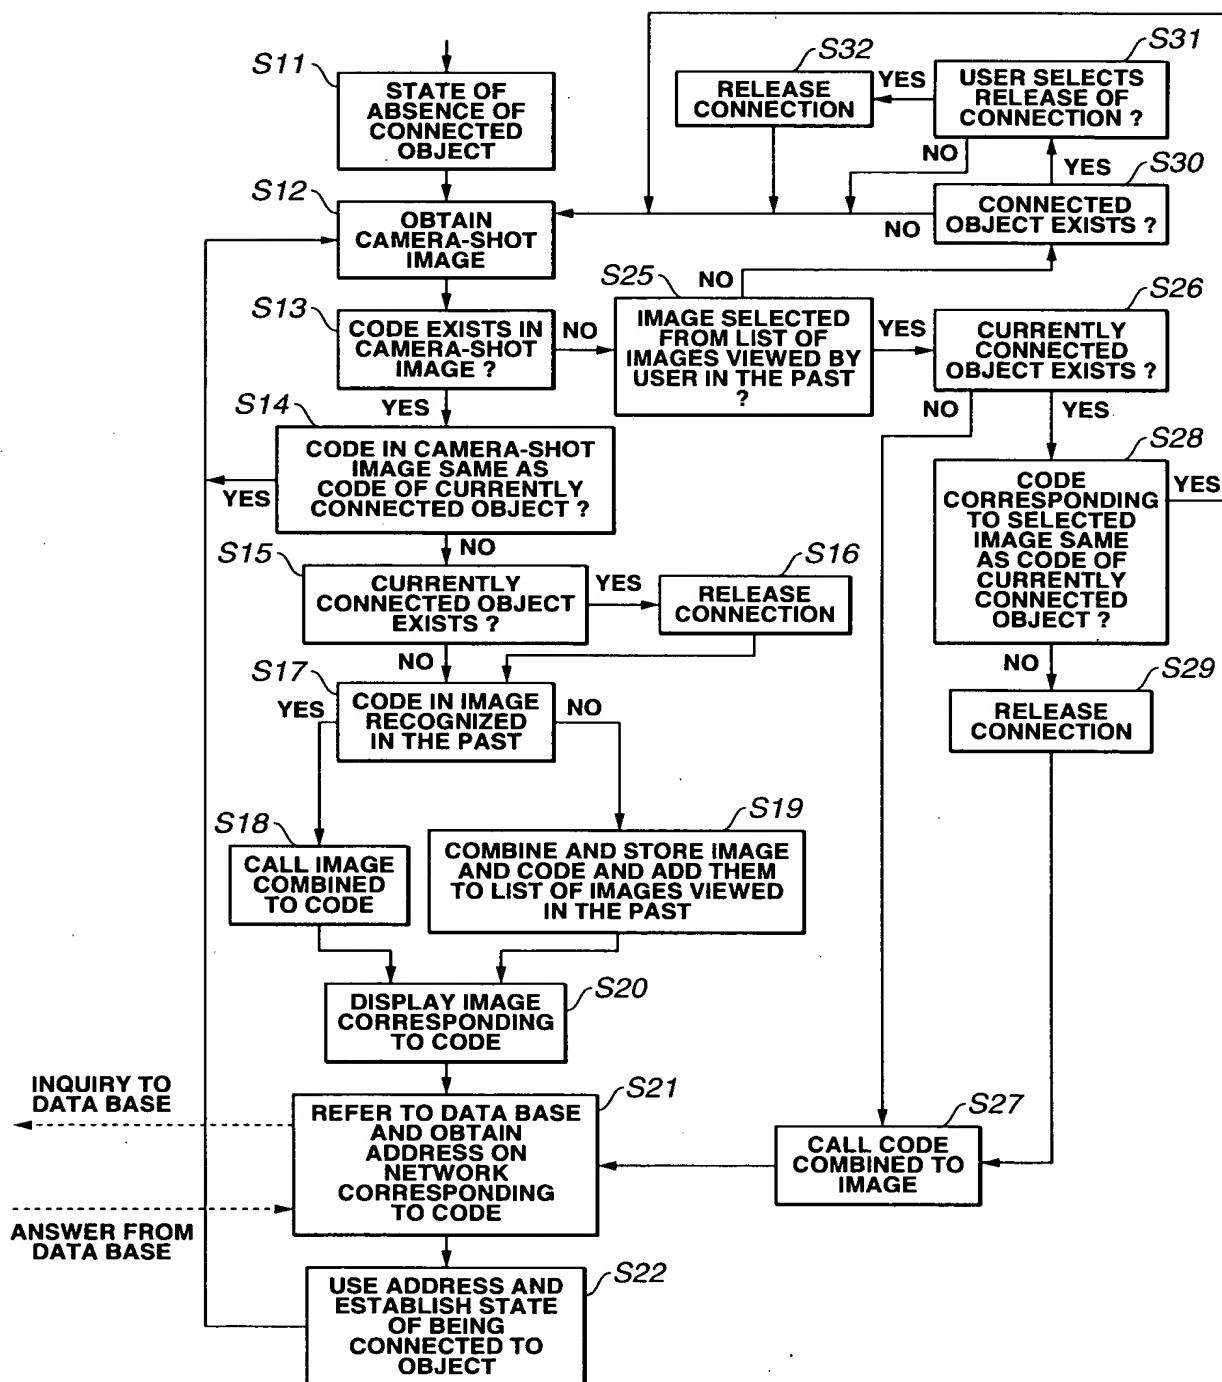 S11
STATE OF
ABSENCE OF
CONNECTED
OBJECT
S12
OBTAIN
CAMERA-SHOT
IMAGE
S13
CODE EXISTS IN
CAMERA-SHOT
IMAGE ?
NO
YES
S14
CODE IN CAMERA-SHOT
IMAGE SAME AS
CODE OF CURRENTLY
CONNECTED OBJECT ?
YES
NO
S15
CURRENTLY
CONNECTED OBJECT
EXISTS ?
YES
NO
S16
RELEASE
CONNECTION
S17
CODE IN IMAGE
RECOGNIZED
IN THE PAST
YES
NO
S18
CALL IMAGE
COMBINED
TO CODE
S19
COMBINE AND STORE IMAGE
AND CODE AND ADD THEM
TO LIST OF IMAGES VIEWED
IN THE PAST
S20
DISPLAY IMAGE
CORRESPONDING
TO CODE
S21
REFER TO DATA BASE
AND OBTAIN
ADDRESS ON
NETWORK
CORRESPONDING
TO CODE
INQUIRY TO
DATA BASE
ANSWER FROM
DATA BASE
S22
USE ADDRESS AND
ESTABLISH STATE
OF BEING
CONNECTED TO
OBJECT
S25
IMAGE SELECTED
FROM LIST OF
IMAGES VIEWED BY
USER IN THE PAST
?
NO
YES
S26
CURRENTLY
CONNECTED
OBJECT EXISTS ?
NO
YES
S27
CALL CODE
COMBINED TO
IMAGE
S28
CODE
CORRESPONDING
TO SELECTED
IMAGE SAME
AS CODE OF
CURRENTLY
CONNECTED
OBJECT ?
YES
NO
S29
RELEASE
CONNECTION
S30
CONNECTED
OBJECT EXISTS ?
NO
YES
S31
USER SELECTS
RELEASE OF
CONNECTION ?
YES
NO
S32
RELEASE
CONNECTION